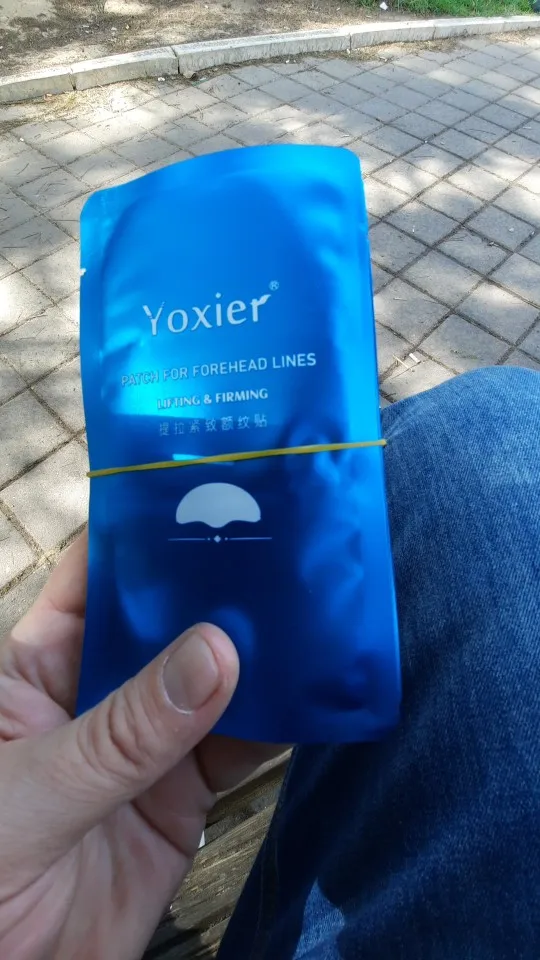 Yoxier®
PATCH FOR FOREHEAD LINES
LIFTING & FIRMING
提拉紧致额纹贴